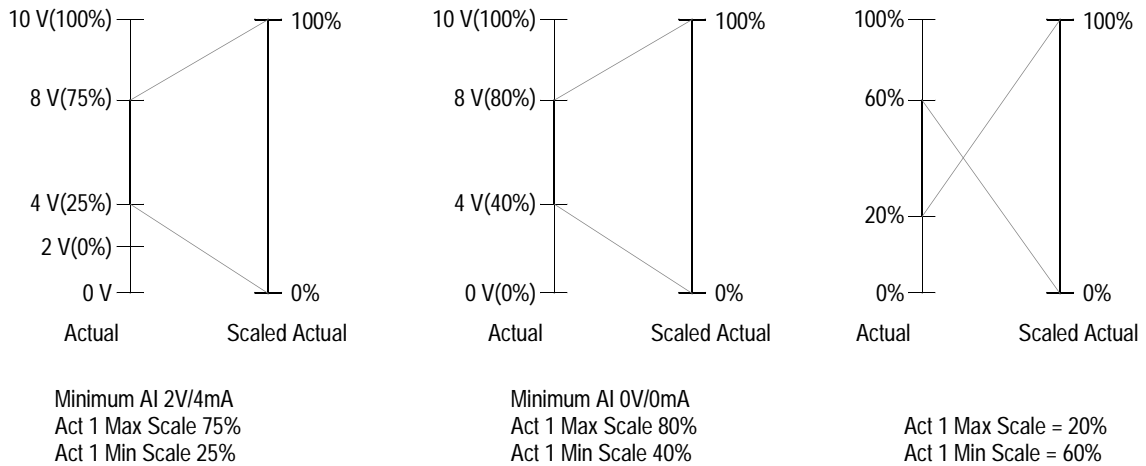 10 V(100%)
8 V(75%)
4 V(25%)
2 V(0%)
0 V
100%
0%
Actual
Scaled Actual
Minimum AI 2V/4mA
Act 1 Max Scale 75%
Act 1 Min Scale 25%
10 V(100%)
8 V(80%)
4 V(40%)
0 V(0%)
100%
0%
Actual
Scaled Actual
Minimum AI 0V/0mA
Act 1 Max Scale 80%
Act 1 Min Scale 40%
100%
60%
20%
0%
100%
0%
Actual
Scaled Actual
Act 1 Max Scale = 20%
Act 1 Min Scale = 60%